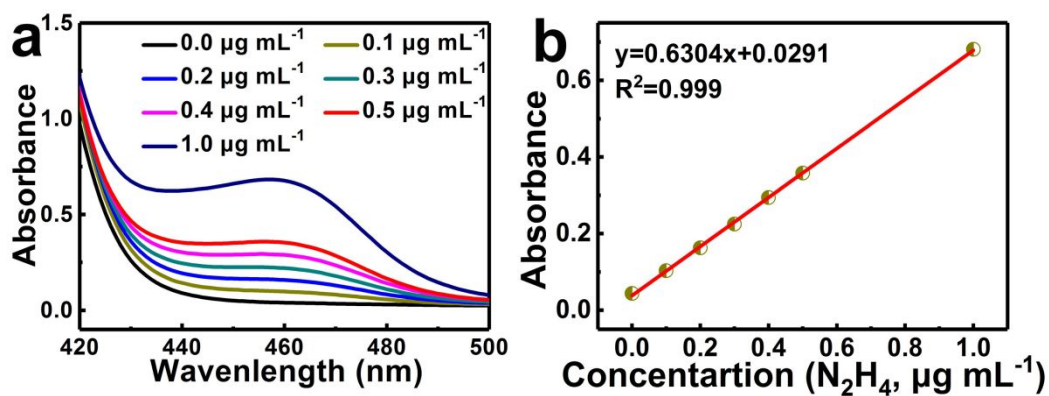 a
1.5
1.0
0.5
0.0
Absorbance
0.0 µg mL⁻¹ 0.1 µg mL⁻¹
0.2 µg mL⁻¹ 0.3 µg mL⁻¹
0.4 µg mL⁻¹ 0.5 µg mL⁻¹
1.0 µg mL⁻¹
420 440 460 480 500
Wavelength (nm)
b
y=0.6304x+0.0291
R²=0.999
0.6
0.4
0.2
0.0
Absorbance
0.0 0.2 0.4 0.6 0.8 1.0
Concentartion (N₂H₄, µg mL⁻¹)